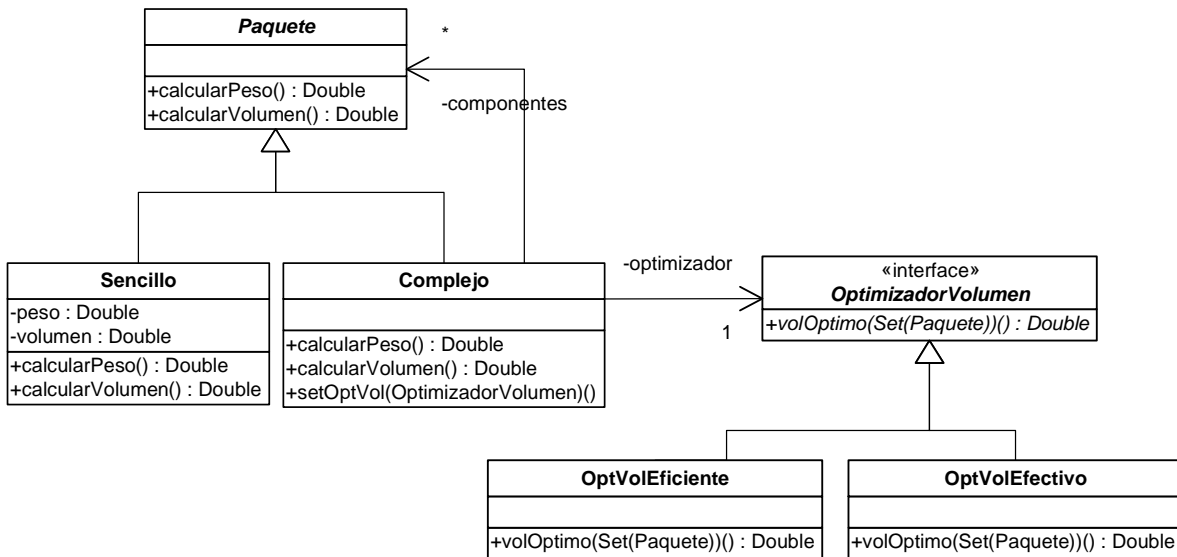 Paquete
*
+calcularPeso() : Double
+calcularVolumen() : Double
-componentes
Sencillo
-peso : Double
-volumen : Double
+calcularPeso() : Double
+calcularVolumen() : Double
Complejo
+calcularPeso() : Double
+calcularVolumen() : Double
+setOptVol(OptimizadorVolumen)()
-optimizador
1
«interface»
OptimizadorVolumen
+volOptimo(Set(Paquete))() : Double
OptVolEficiente
+volOptimo(Set(Paquete))() : Double
OptVolEfectivo
+volOptimo(Set(Paquete))() : Double